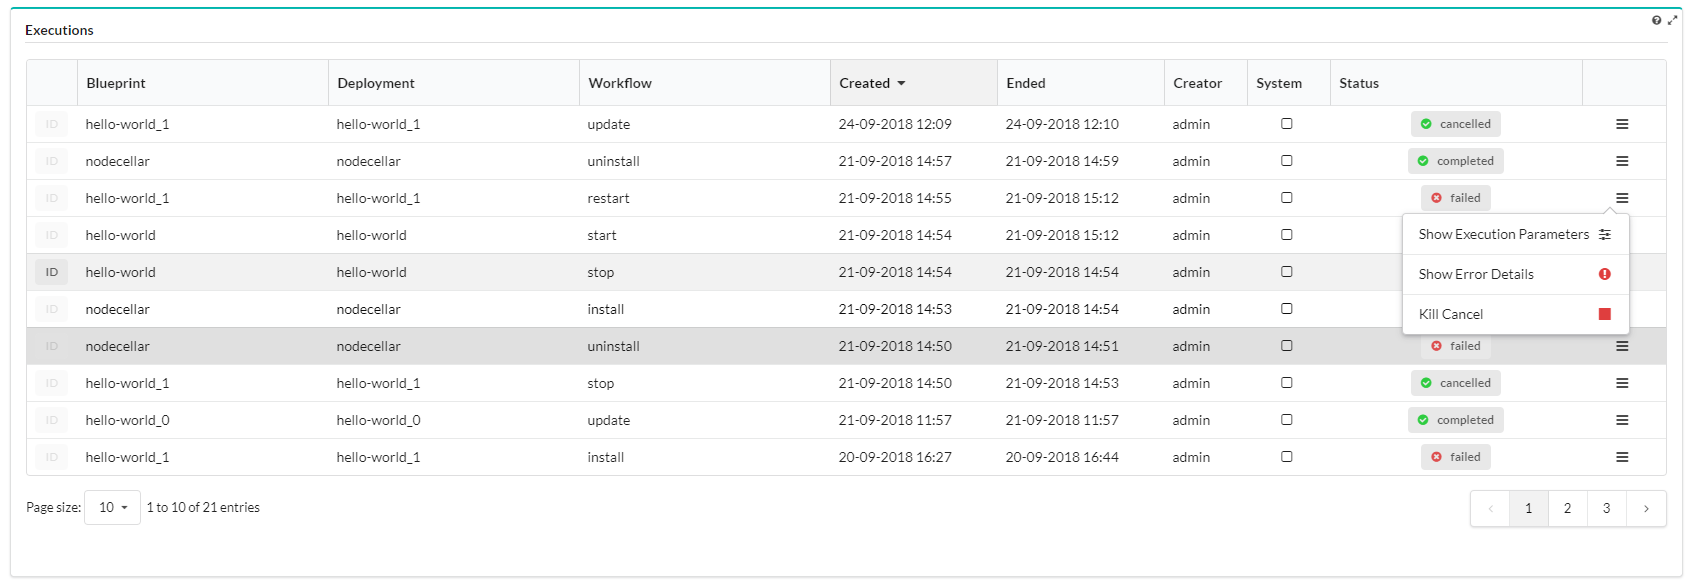 Executions
Blueprint Deployment Workflow Created Ended Creator System Status
ID hello-world_1 hello-world_1 update 24-09-2018 12:09 24-09-2018 12:10 admin cancelled
ID nodecellar nodecellar uninstall 21-09-2018 14:57 21-09-2018 14:59 admin completed
ID hello-world_1 hello-world_1 restart 21-09-2018 14:55 21-09-2018 15:12 admin failed
ID hello-world hello-world start 21-09-2018 14:54 21-09-2018 15:12 admin
Show Execution Parameters
ID hello-world hello-world stop 21-09-2018 14:54 21-09-2018 14:54 admin
Show Error Details
ID nodecellar nodecellar install 21-09-2018 14:53 21-09-2018 14:54 admin
Kill Cancel
ID nodecellar nodecellar uninstall 21-09-2018 14:50 21-09-2018 14:51 admin failed
ID hello-world_1 hello-world_1 stop 21-09-2018 14:50 21-09-2018 14:53 admin cancelled
ID hello-world_0 hello-world_0 update 21-09-2018 11:57 21-09-2018 11:57 admin completed
ID hello-world_1 hello-world_1 install 20-09-2018 16:27 20-09-2018 16:44 admin failed
Page size: 10 1 to 10 of 21 entries 1 2 3